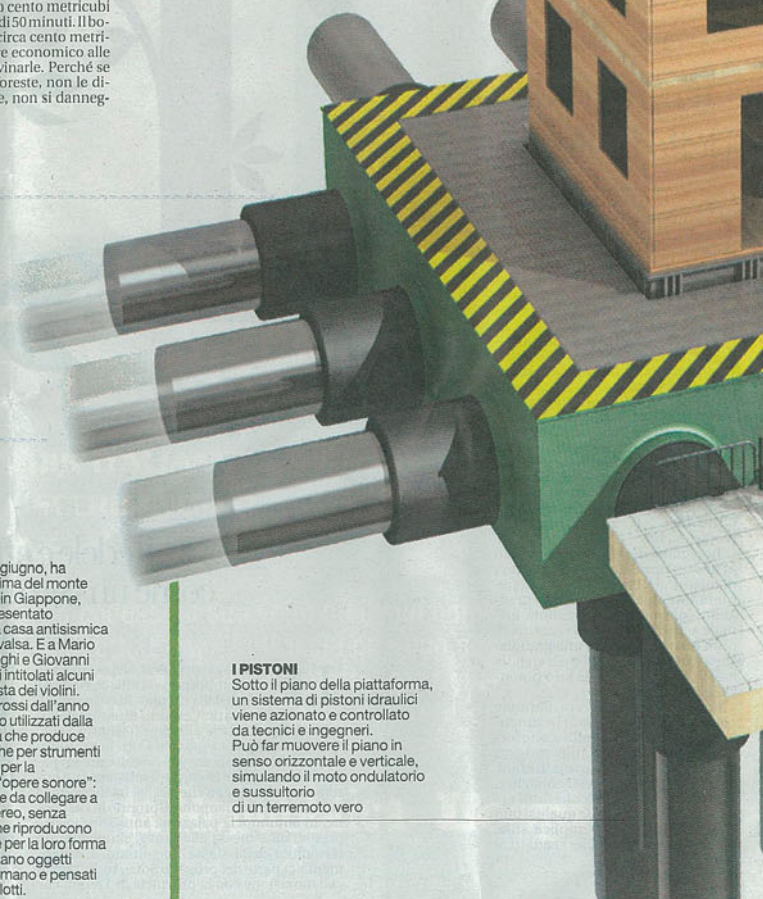 o cento metricubi
di 50 minuti. Il bo-
circa cento metri-
e economico alle
vinarle. Perché se
oreste, non le di-
e, non si danneg-
giugno, ha
ima del monte
in Giappone,
esentato
casa antisismica
valsa. E a Mario
ghi e Giovanni
i intitolati alcuni
sta dei violini.
rossi dall'anno
o utilizzati dalla
a che produce
he per strumenti
per la
"opere sonore":
e da collegare a
reo, senza
he riproducono
e per la loro forma
ano oggetti
mano e pensati
lotti.
I PISTONI
Sotto il piano della piattaforma,
un sistema di pistoni idraulici
viene azionato e controllato
da tecnici e ingegneri.
Può far muovere il piano in
senso orizzontale e verticale,
simulando il moto ondulatorio
e sussultorio
di un terremoto vero